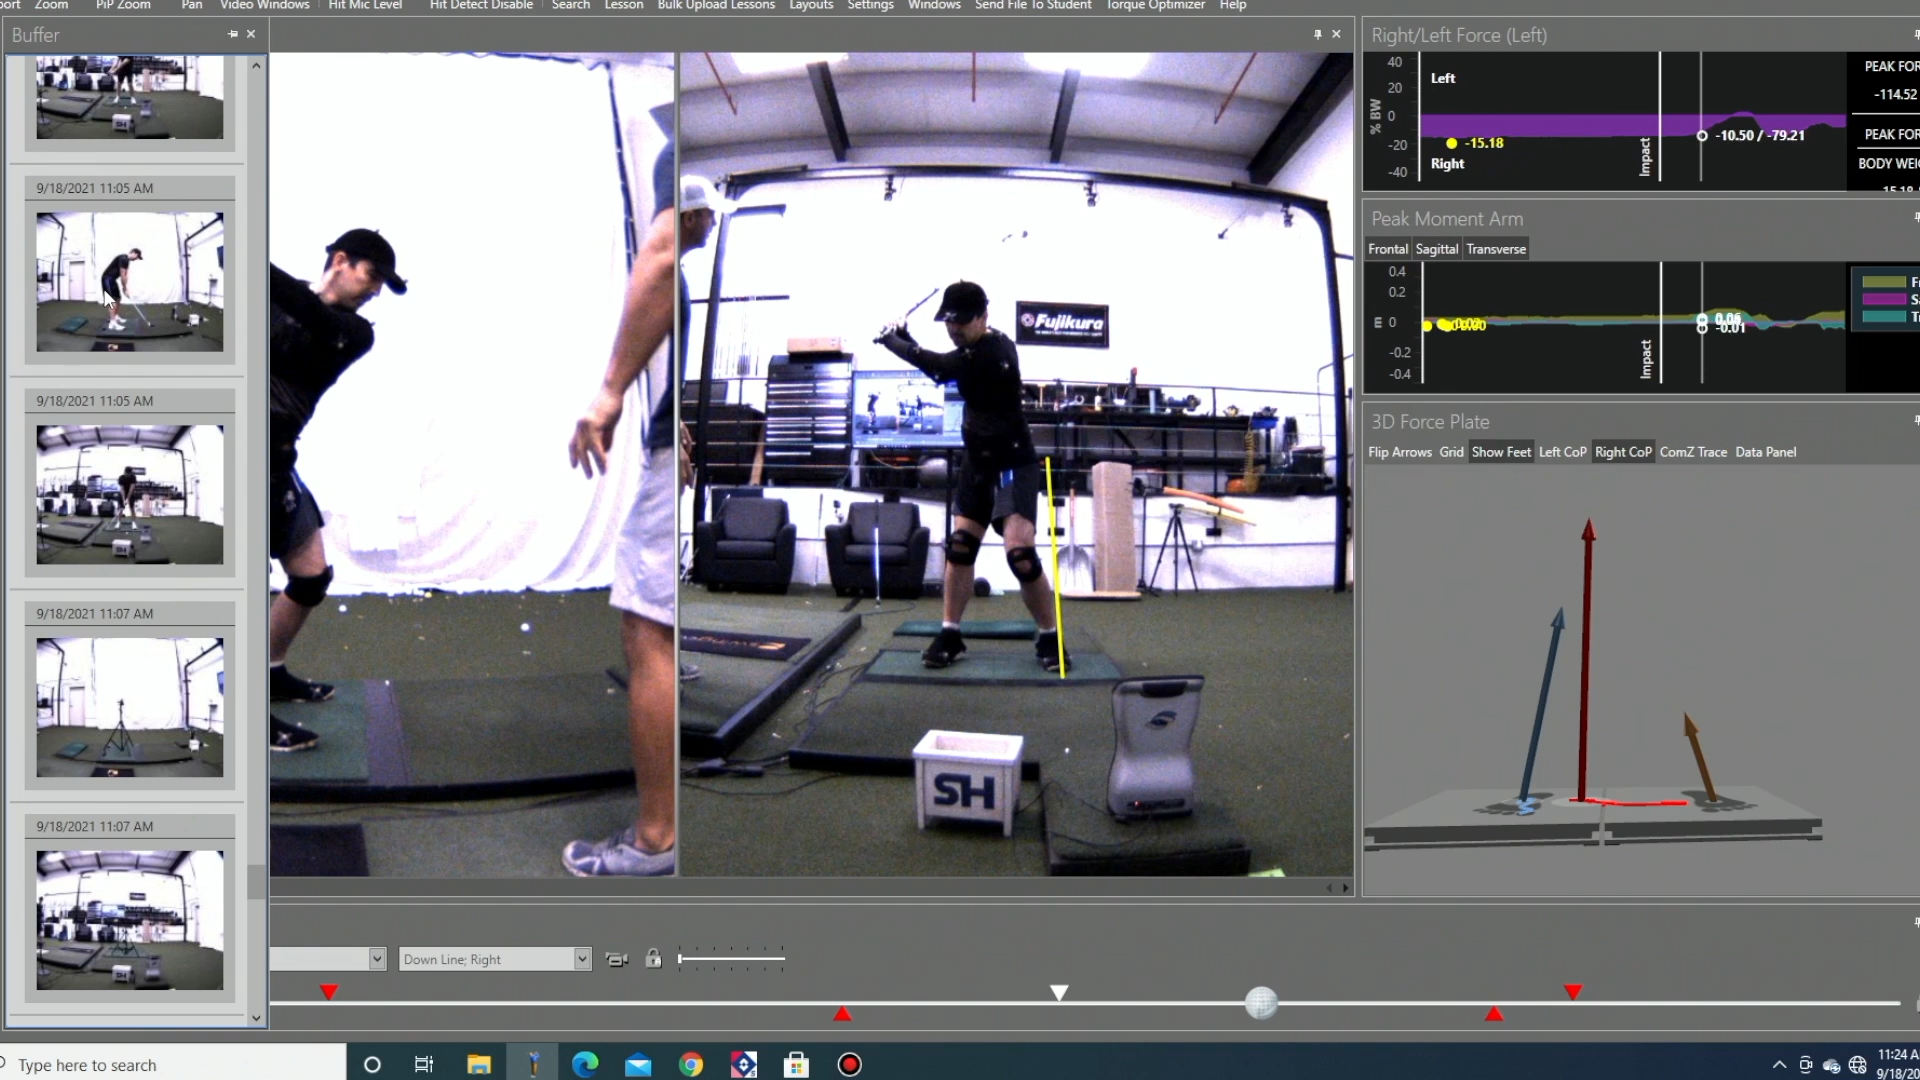 Zoom PiP Zoom Pan Video Windows Hit Mic Level Hit Detect Disable Search Lesson Bulk Upload Lessons Layouts Settings Windows Send File To Student Torque Optimizer Help
Buffer
9/18/2021 11:05 AM
9/18/2021 11:05 AM
9/18/2021 11:07 AM
9/18/2021 11:07 AM
Fujikura
SH
Right/Left Force (Left)
40
20
0
-20
-40
% BW
Left
Right
-15.18
Impact
-10.50 / -79.21
PEAK FOR
-114.52
PEAK FOR
BODY WEI
Peak Moment Arm
Frontal Sagittal Transverse
0.4
0.2
0
-0.2
-0.4
m
Impact
0.06
-0.01
3D Force Plate
Flip Arrows Grid Show Feet Left CoP Right CoP ComZ Trace Data Panel
Down Line; Right
Type here to search
11:24 A
9/18/20